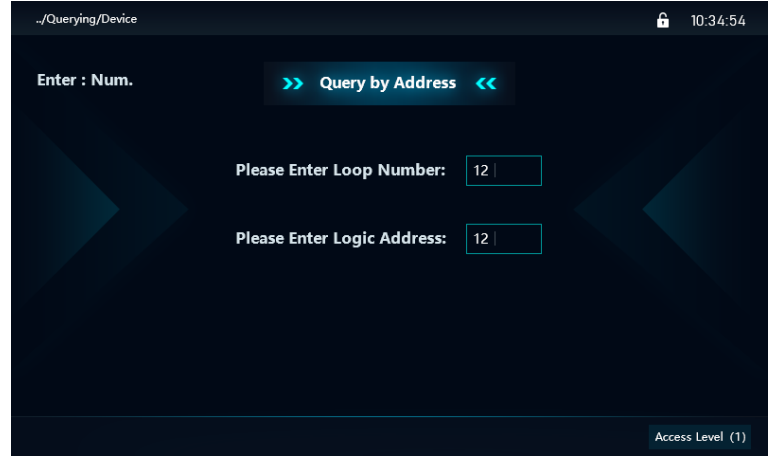 ../Querying/Device 10:34:54
Enter : Num.
Query by Address
Please Enter Loop Number: 12
Please Enter Logic Address: 12
Access Level (1)